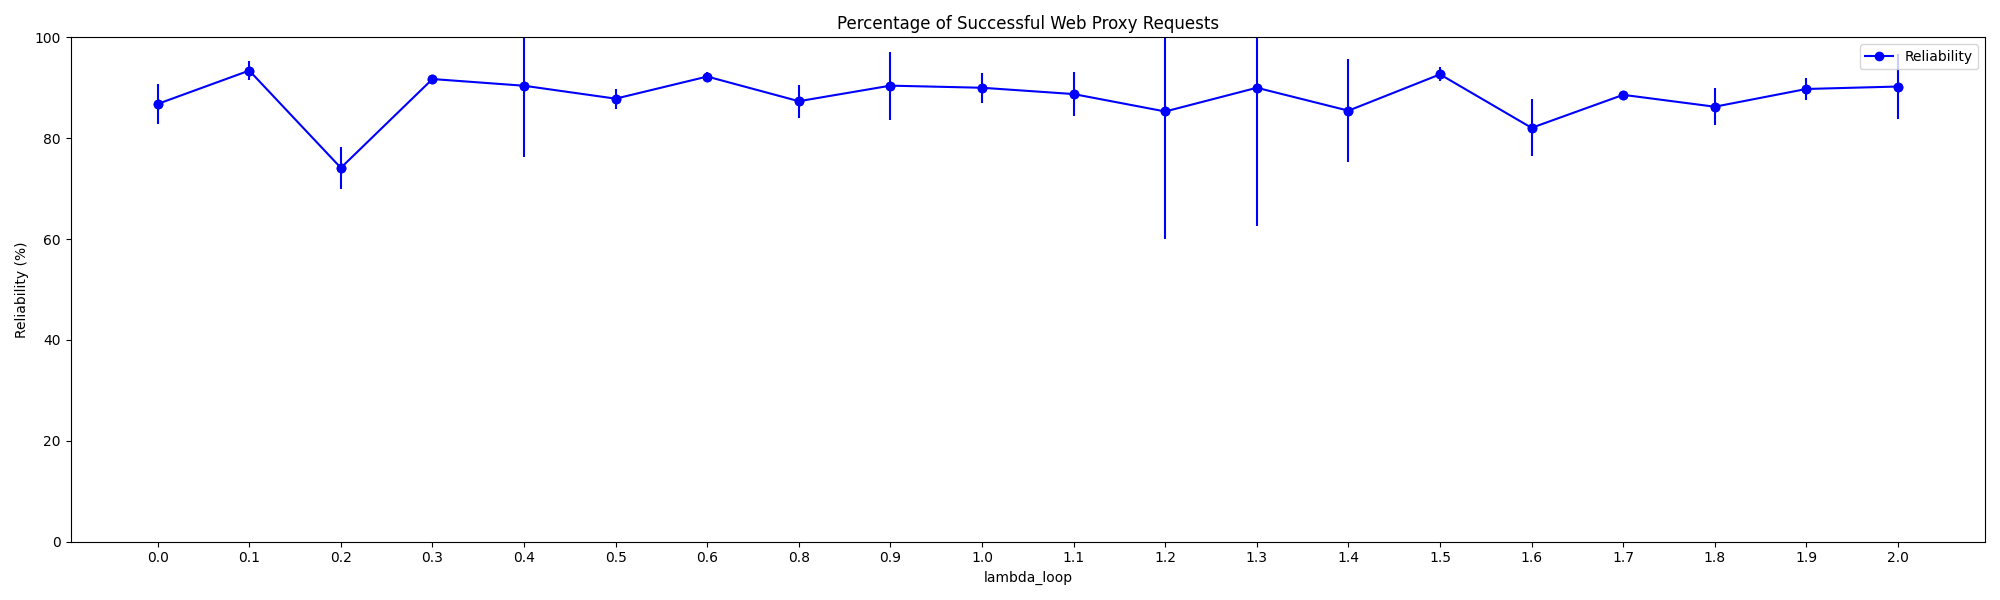 Percentage of Successful Web Proxy Requests
Reliability
Reliability (%)
100
80
60
40
20
0
0.0 0.1 0.2 0.3 0.4 0.5 0.6 0.8 0.9 1.0 1.1 1.2 1.3 1.4 1.5 1.6 1.7 1.8 1.9 2.0
lambda_loop